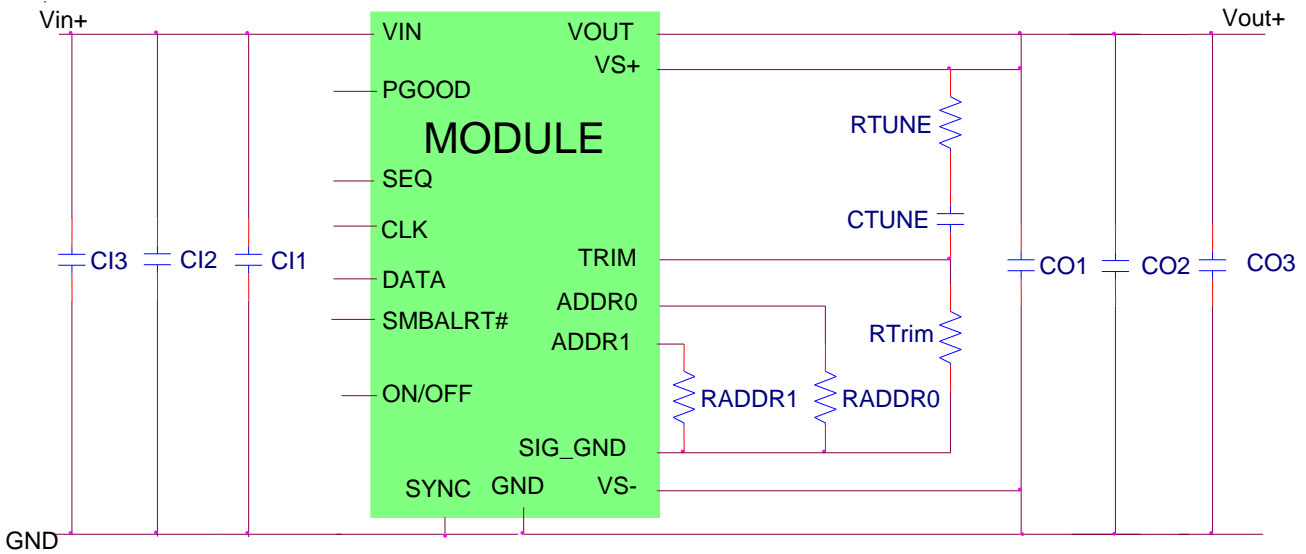 Vin+
Vout+
VIN
VOUT
VS+
PGOOD
MODULE
RTUNE
SEQ
CTUNE
CLK
TRIM
CI3
CI2
CI1
CO1
CO2
CO3
DATA
ADDR0
SMBALRT#
ADDR1
RTrim
ON/OFF
RADDR1
RADDR0
SIG_GND
SYNC
GND
VS-
GND